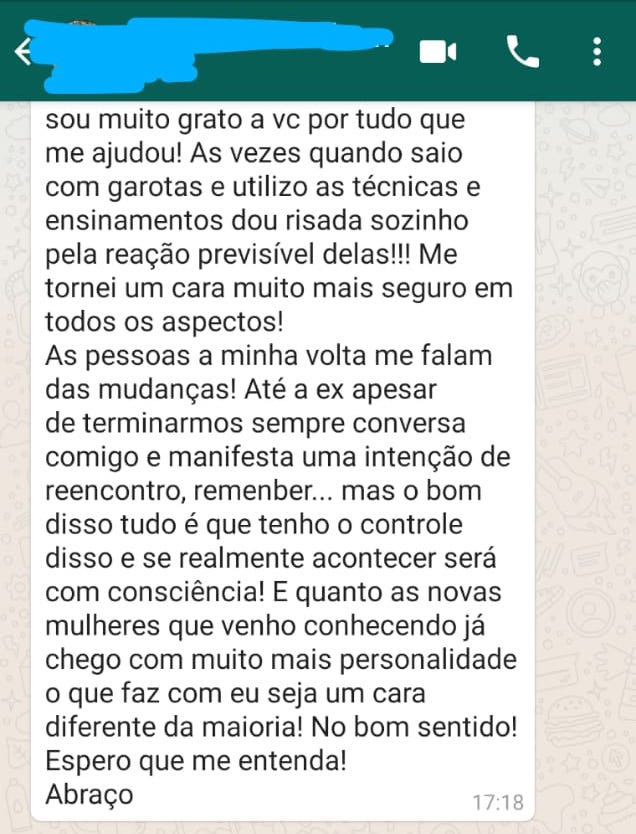 sou muito grato a vc por tudo que
me ajudou! As vezes quando saio
com garotas e utilizo as técnicas e
ensinamentos dou risada sozinho
pela reação previsível delas!!! Me
tornei um cara muito mais seguro em
todos os aspectos!
As pessoas a minha volta me falam
das mudanças! Até a ex apesar
de terminarmos sempre conversa
comigo e manifesta uma intenção de
reencontro, remenber... mas o bom
disso tudo é que tenho o controle
disso e se realmente acontecer será
com consciência! E quanto as novas
mulheres que venho conhecendo já
chego com muito mais personalidade
o que faz com eu seja um cara
diferente da maioria! No bom sentido!
Espero que me entenda!
Abraço
17:18